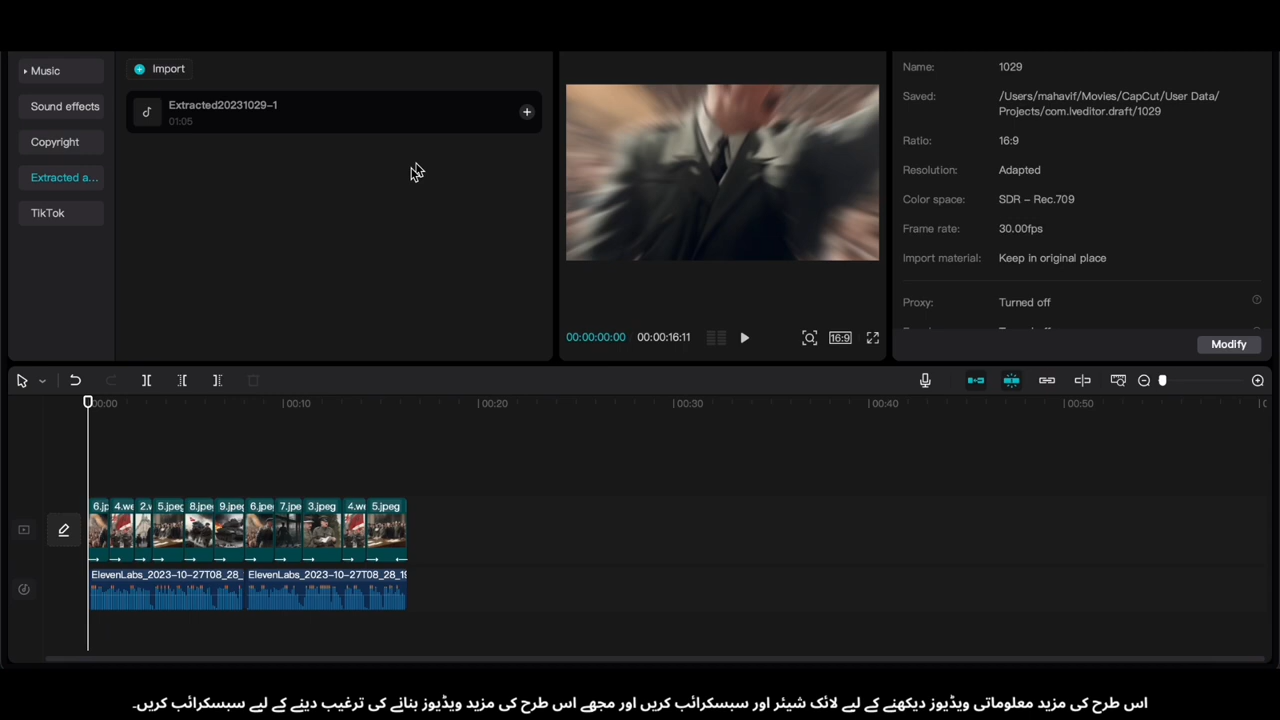 Music
Sound effects
Copyright
Extracted a...
TikTok
Import
Extracted20231029-1
01:05
00:00:00:00
00:00:16:11
16:9
Name: 1029
Saved: /Users/mahavif/Movies/CapCut/User Data/
Projects/com.lveditor.draft/1029
Ratio: 16:9
Resolution: Adapted
Color space: SDR – Rec.709
Frame rate: 30.00fps
Import material: Keep in original place
Proxy: Turned off
Modify
00:00 00:10 00:20 00:30 00:40 00:50
6.jp 4.we 2.v 5.jpeg 8.jpe 9.jpe 6.jpe 7.jpe 3.jpeg 4.we 5.jpeg
ElevenLabs_2023-10-27T08_28_ ElevenLabs_2023-10-27T08_28_19
اس طرح کی مزید معلوماتی ویڈیوز دیکھنے کے لیے لائک شیئر اور سبسکرائب کریں اور مجھے اس طرح کی مزید ویڈیوز بنانے کی ترغیب دینے کے لیے سبسکرائب کریں۔